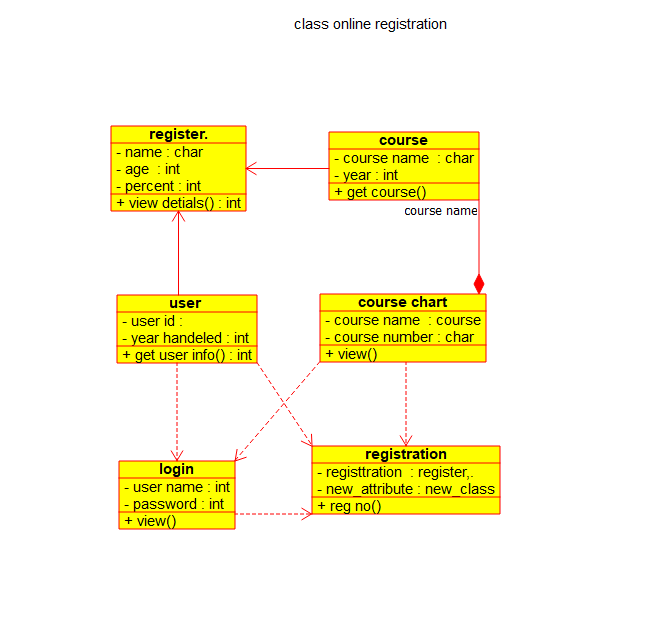 class online registration
register.
- name : char
- age : int
- percent : int
+ view detials() : int
course
- course name : char
- year : int
+ get course()
course name
user
- user id :
- year handeled : int
+ get user info() : int
course chart
- course name : course
- course number : char
+ view()
login
- user name : int
- password : int
+ view()
registration
- registtration : register,.
- new_attribute : new_class
+ reg no()